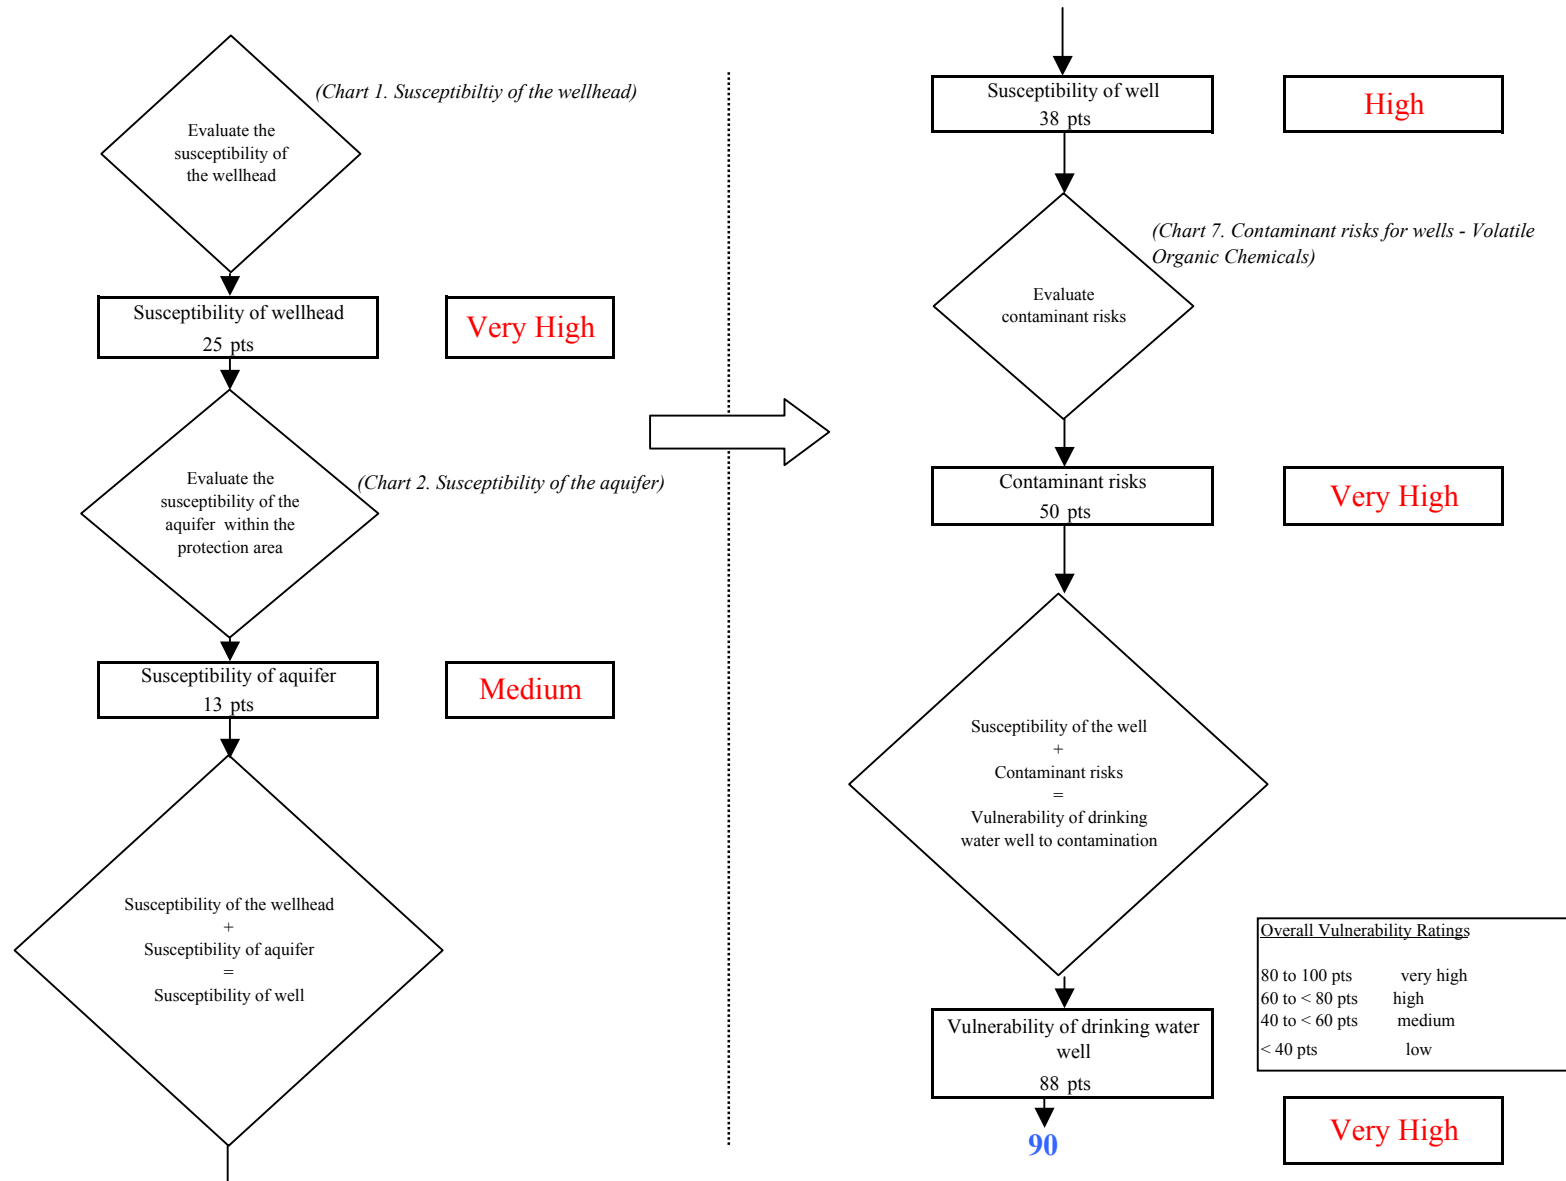 (Chart 1. Susceptibiltiy of the wellhead)
Evaluate the
susceptibility of
the wellhead
Susceptibility of wellhead
25 pts
Very High
(Chart 2. Susceptibility of the aquifer)
Evaluate the
susceptibility of the
aquifer within the
protection area
Susceptibility of aquifer
13 pts
Medium
Susceptibility of the wellhead
+
Susceptibility of aquifer
=
Susceptibility of well
Susceptibility of well
38 pts
High
(Chart 7. Contaminant risks for wells - Volatile
Organic Chemicals)
Evaluate
contaminant risks
Contaminant risks
50 pts
Very High
Susceptibility of the well
+
Contaminant risks
=
Vulnerability of drinking
water well to contamination
Overall Vulnerability Ratings
80 to 100 pts very high
60 to < 80 pts high
40 to < 60 pts medium
< 40 pts low
Vulnerability of drinking water
well
88 pts
90
Very High